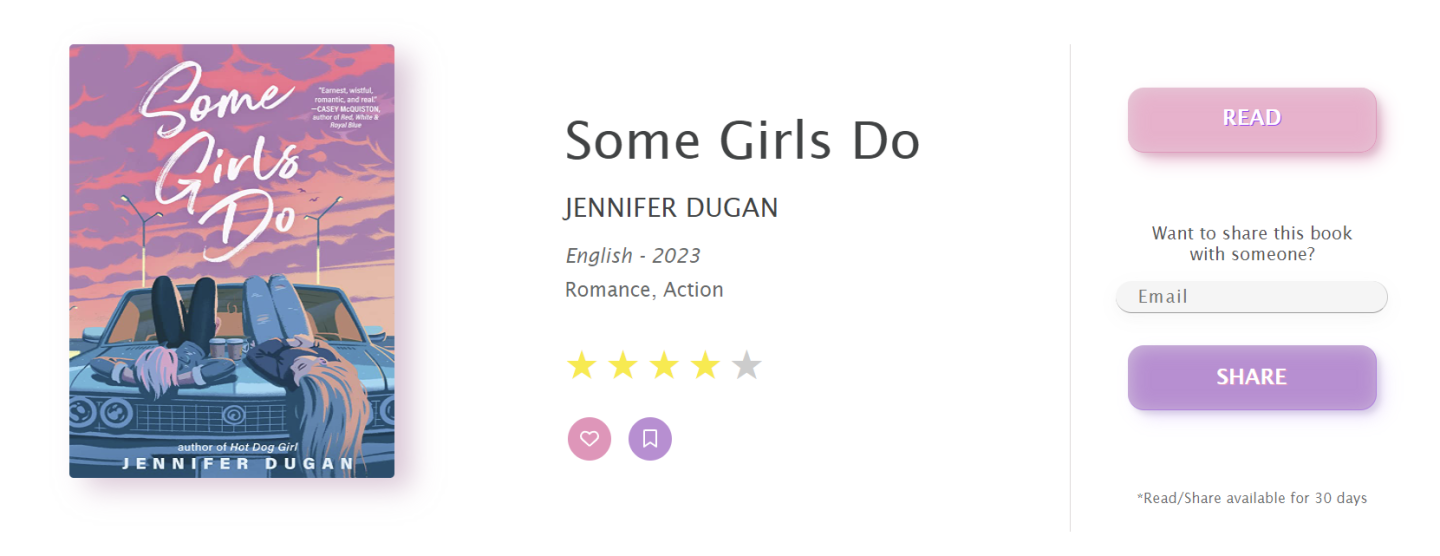 Some
Girls
Do
"Earnest, wistful,
romantic, and real."
—CASEY McQUISTON,
author of Red, White &
Royal Blue
author of Hot Dog Girl
JENNIFER DUGAN
Some Girls Do
JENNIFER DUGAN
English - 2023
Romance, Action
READ
Want to share this book
with someone?
Email
SHARE
*Read/Share available for 30 days